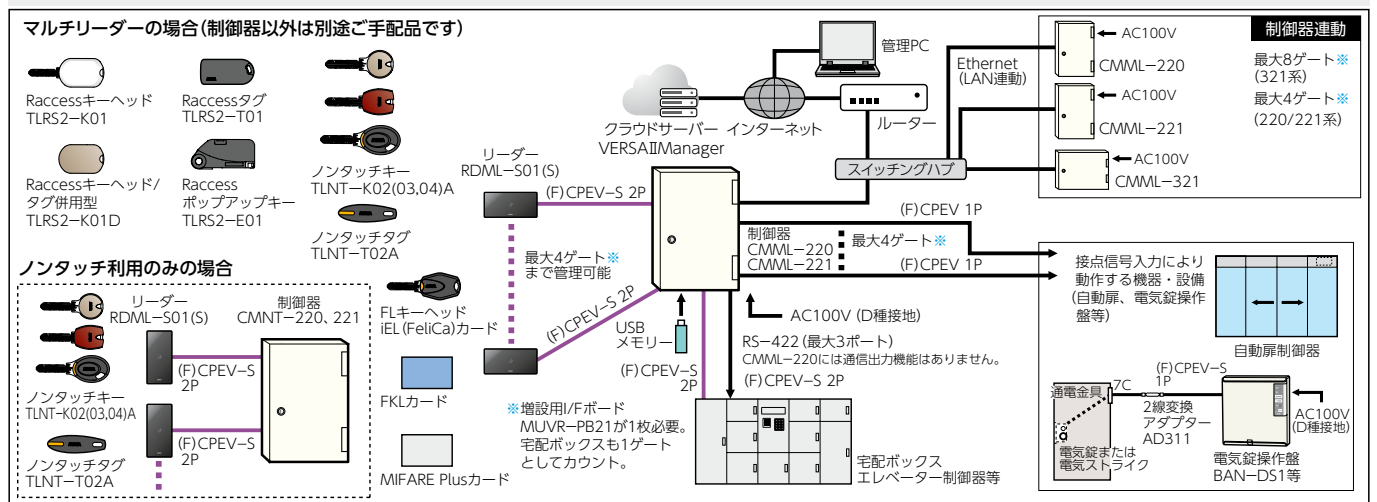 マルチリーダーの場合(制御器以外は別途ご手配品です)
Raccessキーヘッド
TLRS2-K01
Raccessタグ
TLRS2-T01
Raccessキーヘッド/
タグ併用型
TLRS2-K01D
Raccess
ポップアップキー
TLRS2-E01
ノンタッチキー
TLNT-K02(03,04)A
ノンタッチタグ
TLNT-T02A
ノンタッチ利用のみの場合
リーダー
RDML-S01(S)
制御器
CMNT-220、221
(F)CPEV-S
2P
(F)CPEV-S
2P
ノンタッチキー
TLNT-K02(03,04)A
ノンタッチタグ
TLNT-T02A
FLキーヘッド
iEL(FeliCa)カード
FKLカード
MIFARE Plusカード
リーダー
RDML-S01(S)
(F)CPEV-S 2P
最大4ゲート※
まで管理可能
(F)CPEV-S 2P
※増設用I/Fボード
MUVR-PB21が1枚必要。
宅配ボックスも1ゲート
としてカウント。
クラウドサーバー
VERSAⅡManager
インターネット
管理PC
ルーター
スイッチングハブ
Ethernet
(LAN連動)
制御器
CMML-220
CMML-221
最大4ゲート※
(F)CPEV 1P
(F)CPEV 1P
USB
メモリー
AC100V (D種接地)
RS-422(最大3ポート)
CMML-220には通信出力機能はありません。
(F)CPEV-S
2P
(F)CPEV-S 2P
宅配ボックス
エレベーター制御器等
制御器連動
AC100V
CMML-220
AC100V
CMML-221
AC100V
CMML-321
最大8ゲート※
(321系)
最大4ゲート※
(220/221系)
接点信号入力により
動作する機器・設備
(自動扉、電気錠操作
盤等)
自動扉制御器
通電金具
7C
(F)CPEV-S
1P
2線変換
アダプター
AD311
電気錠または
電気ストライク
電気錠操作盤
BAN-DS1等
AC100V
(D種接地)